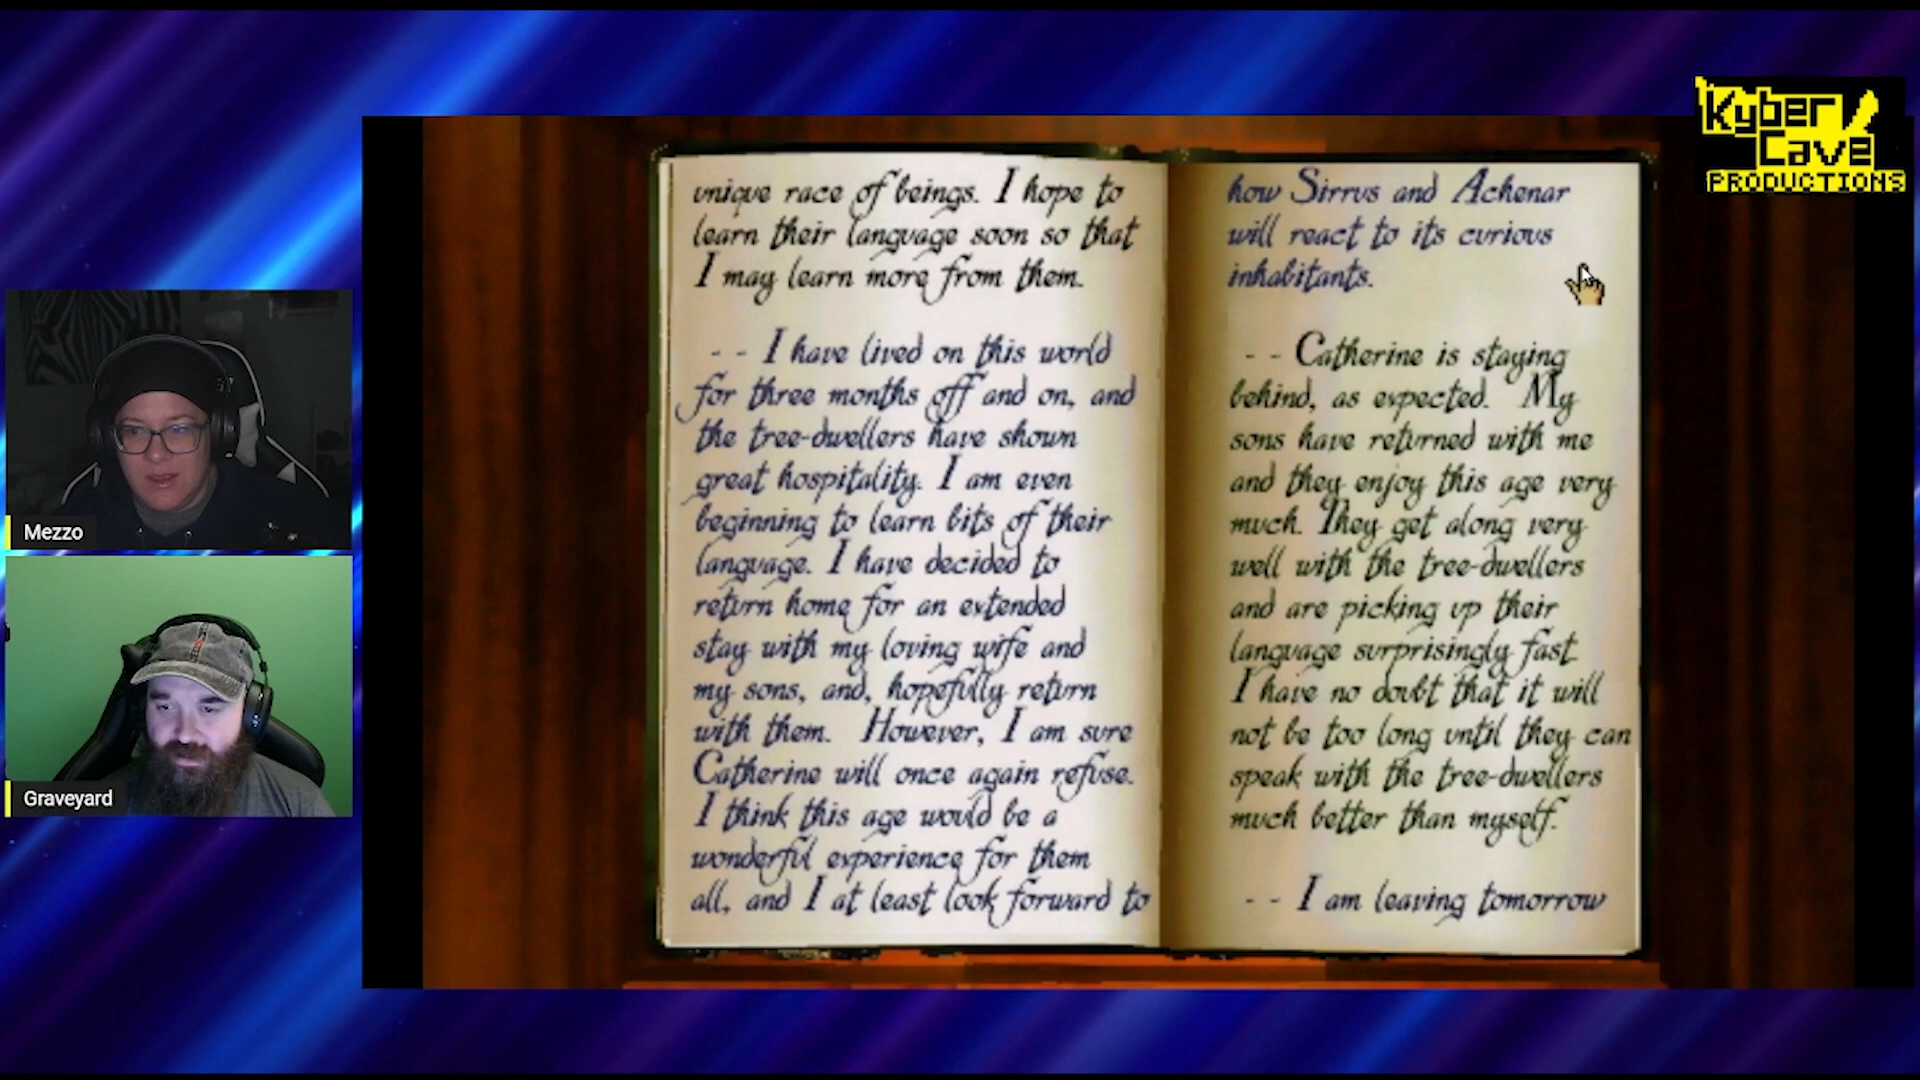 Kyber
Cave
PRODUCTIONS
Mezzo
Graveyard
unique race of beings. I hope to
learn their language soon so that
I may learn more from them.
- - I have lived on this world
for three months off and on, and
the tree-dwellers have shown
great hospitality. I am even
beginning to learn bits of their
language. I have decided to
return home for an extended
stay with my loving wife and
my sons, and, hopefully return
with them. However, I am sure
Catherine will once again refuse.
I think this age would be a
wonderful experience for them
all, and I at least look forward to
how Sirrus and Achenar
will react to its curious
inhabitants.
- - Catherine is staying
behind, as expected. My
sons have returned with me
and they enjoy this age very
much. They get along very
well with the tree-dwellers
and are picking up their
language surprisingly fast.
I have no doubt that it will
not be too long until they can
speak with the tree-dwellers
much better than myself.
- - I am leaving tomorrow